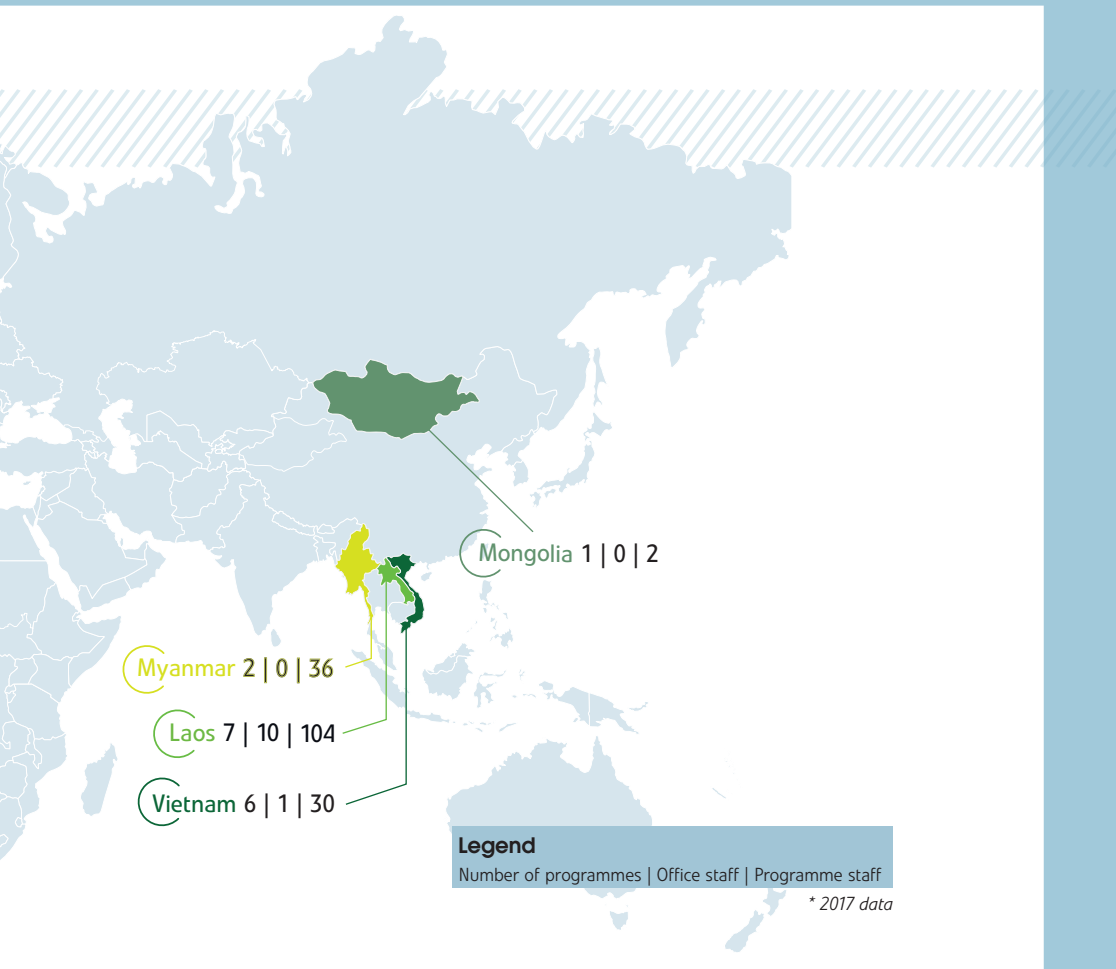 Mongolia 1 | 0 | 2
Myanmar 2 | 0 | 36
Laos 7 | 10 | 104
Vietnam 6 | 1 | 30
Legend
Number of programmes | Office staff | Programme staff
* 2017 data